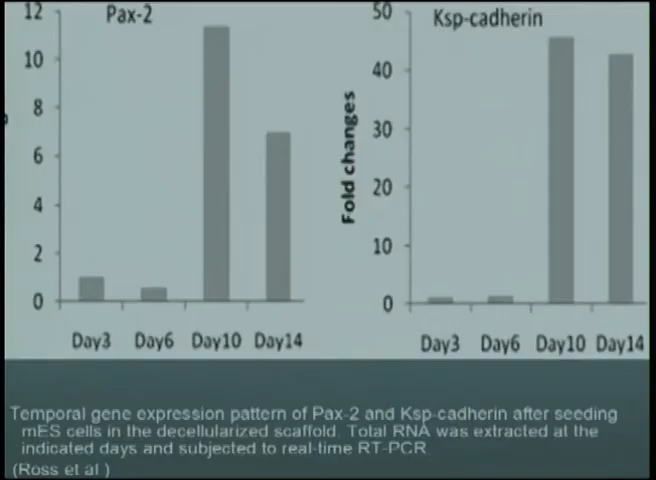 Pax-2
12
10
8
6
4
2
0
Day3 Day6 Day10 Day14
Ksp-cadherin
Fold changes
50
40
30
20
10
0
Day3 Day6 Day10 Day14
Temporal gene expression pattern of Pax-2 and Ksp-cadherin after seeding
mES cells in the decellularized scaffold. Total RNA was extracted at the
indicated days and subjected to real-time RT-PCR
(Ross et al )